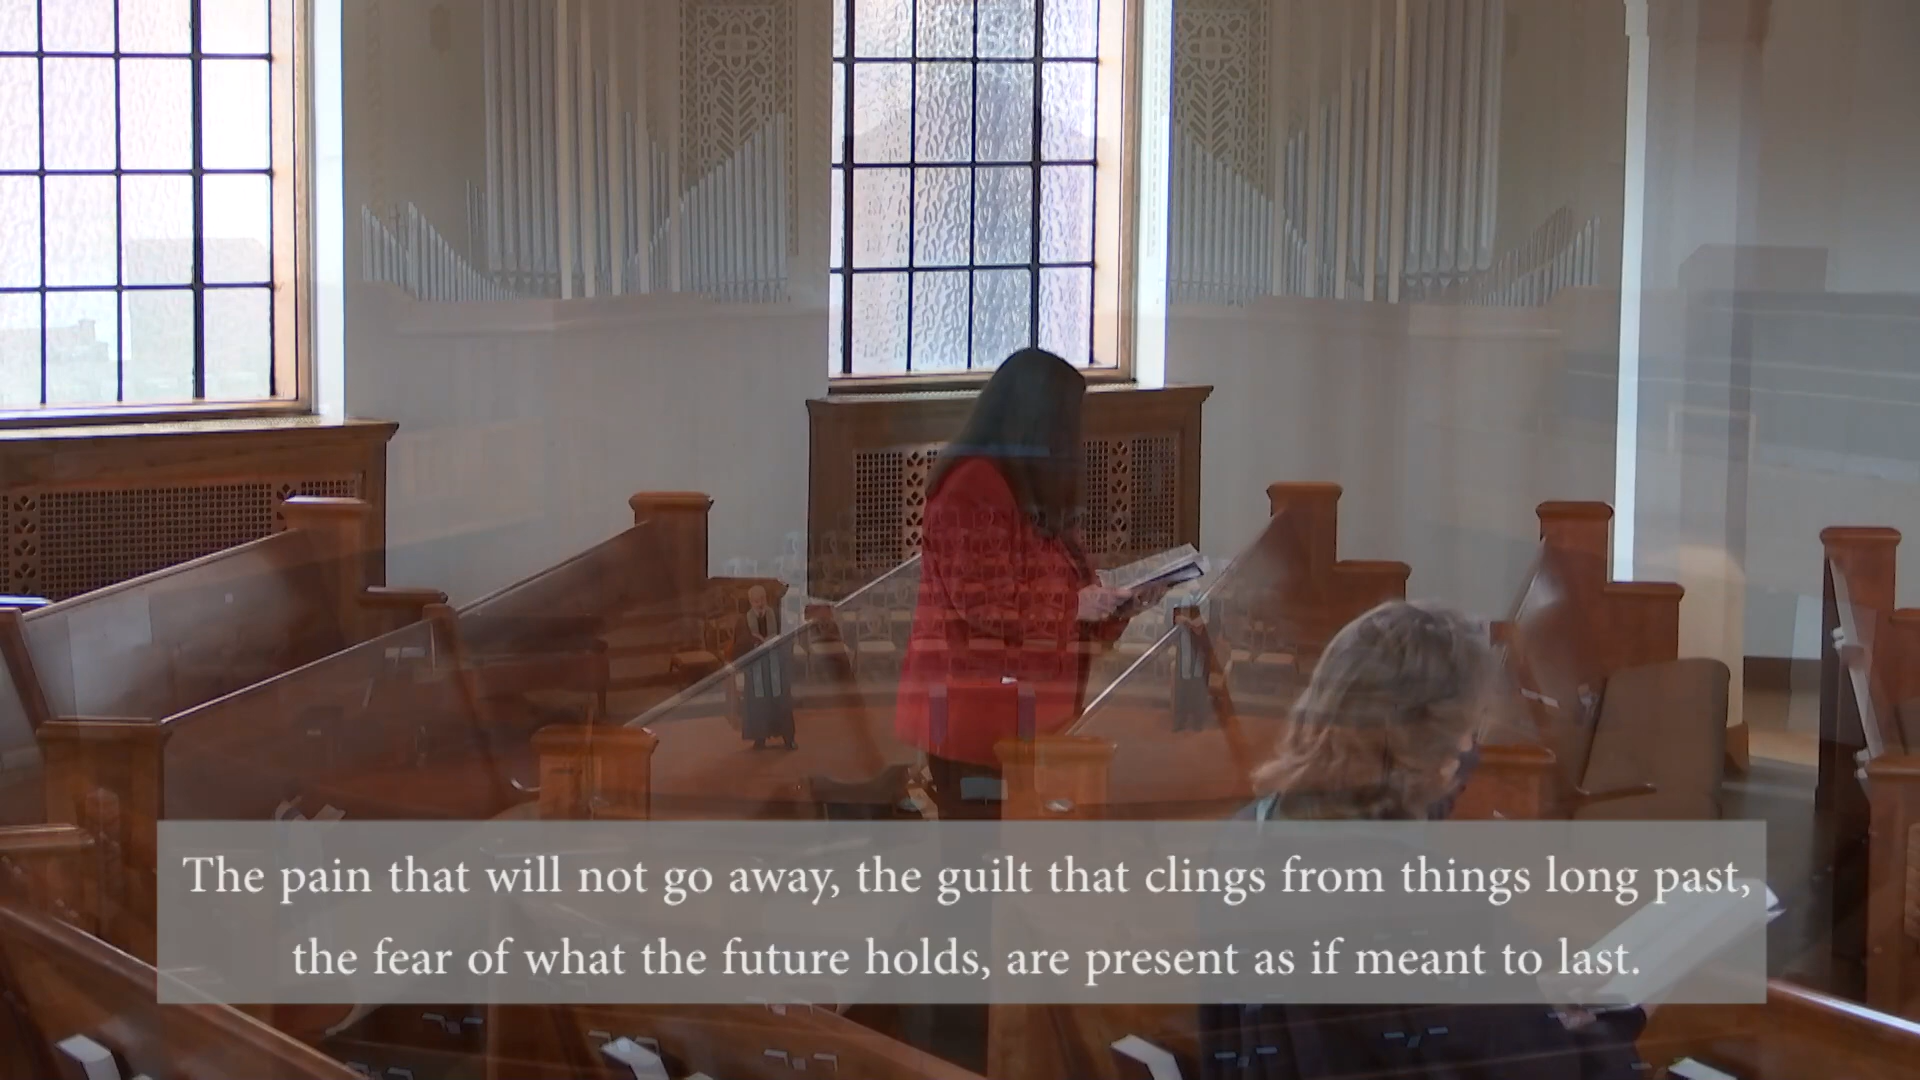 The pain that will not go away, the guilt that clings from things long past,
the fear of what the future holds, are present as if meant to last.